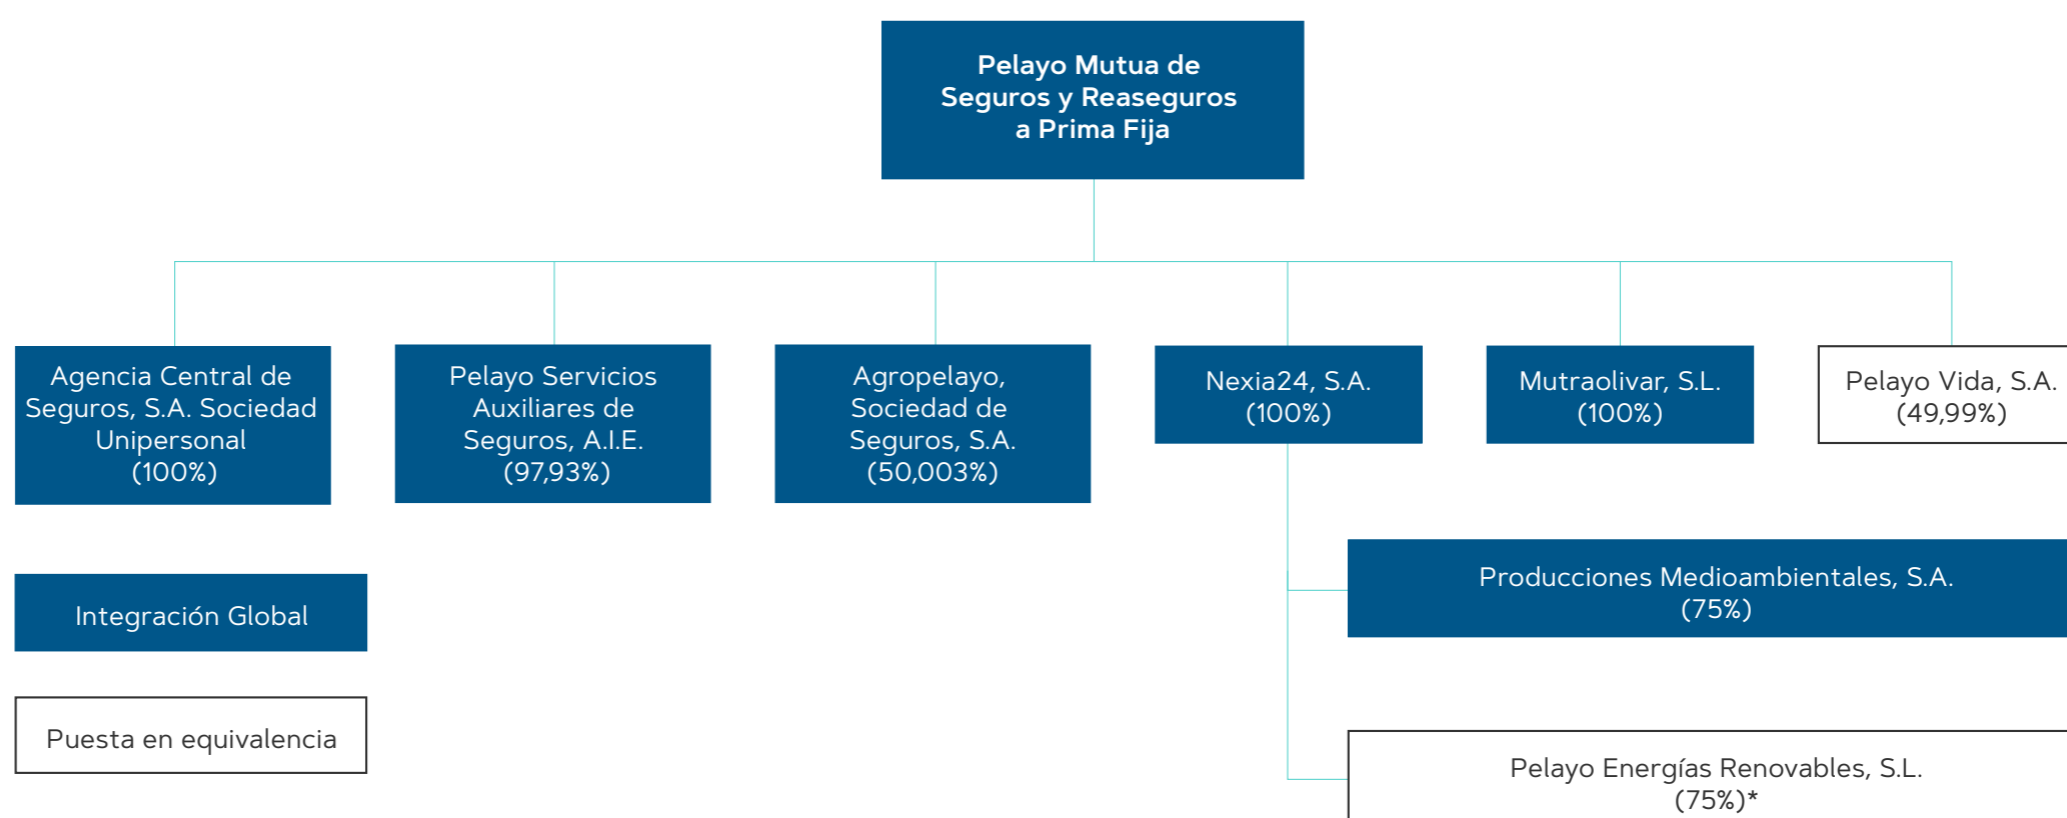 Pelayo Mutua de
Seguros y Reaseguros
a Prima Fija
Agencia Central de
Seguros, S.A. Sociedad
Unipersonal
(100%)
Pelayo Servicios
Auxiliares de
Seguros, A.I.E.
(97,93%)
Agropelayo,
Sociedad de
Seguros, S.A.
(50,003%)
Nexia24, S.A.
(100%)
Mutraolivar, S.L.
(100%)
Pelayo Vida, S.A.
(49,99%)
Producciones Medioambientales, S.A.
(75%)
Integración Global
Puesta en equivalencia
Pelayo Energías Renovables, S.L.
(75%)*